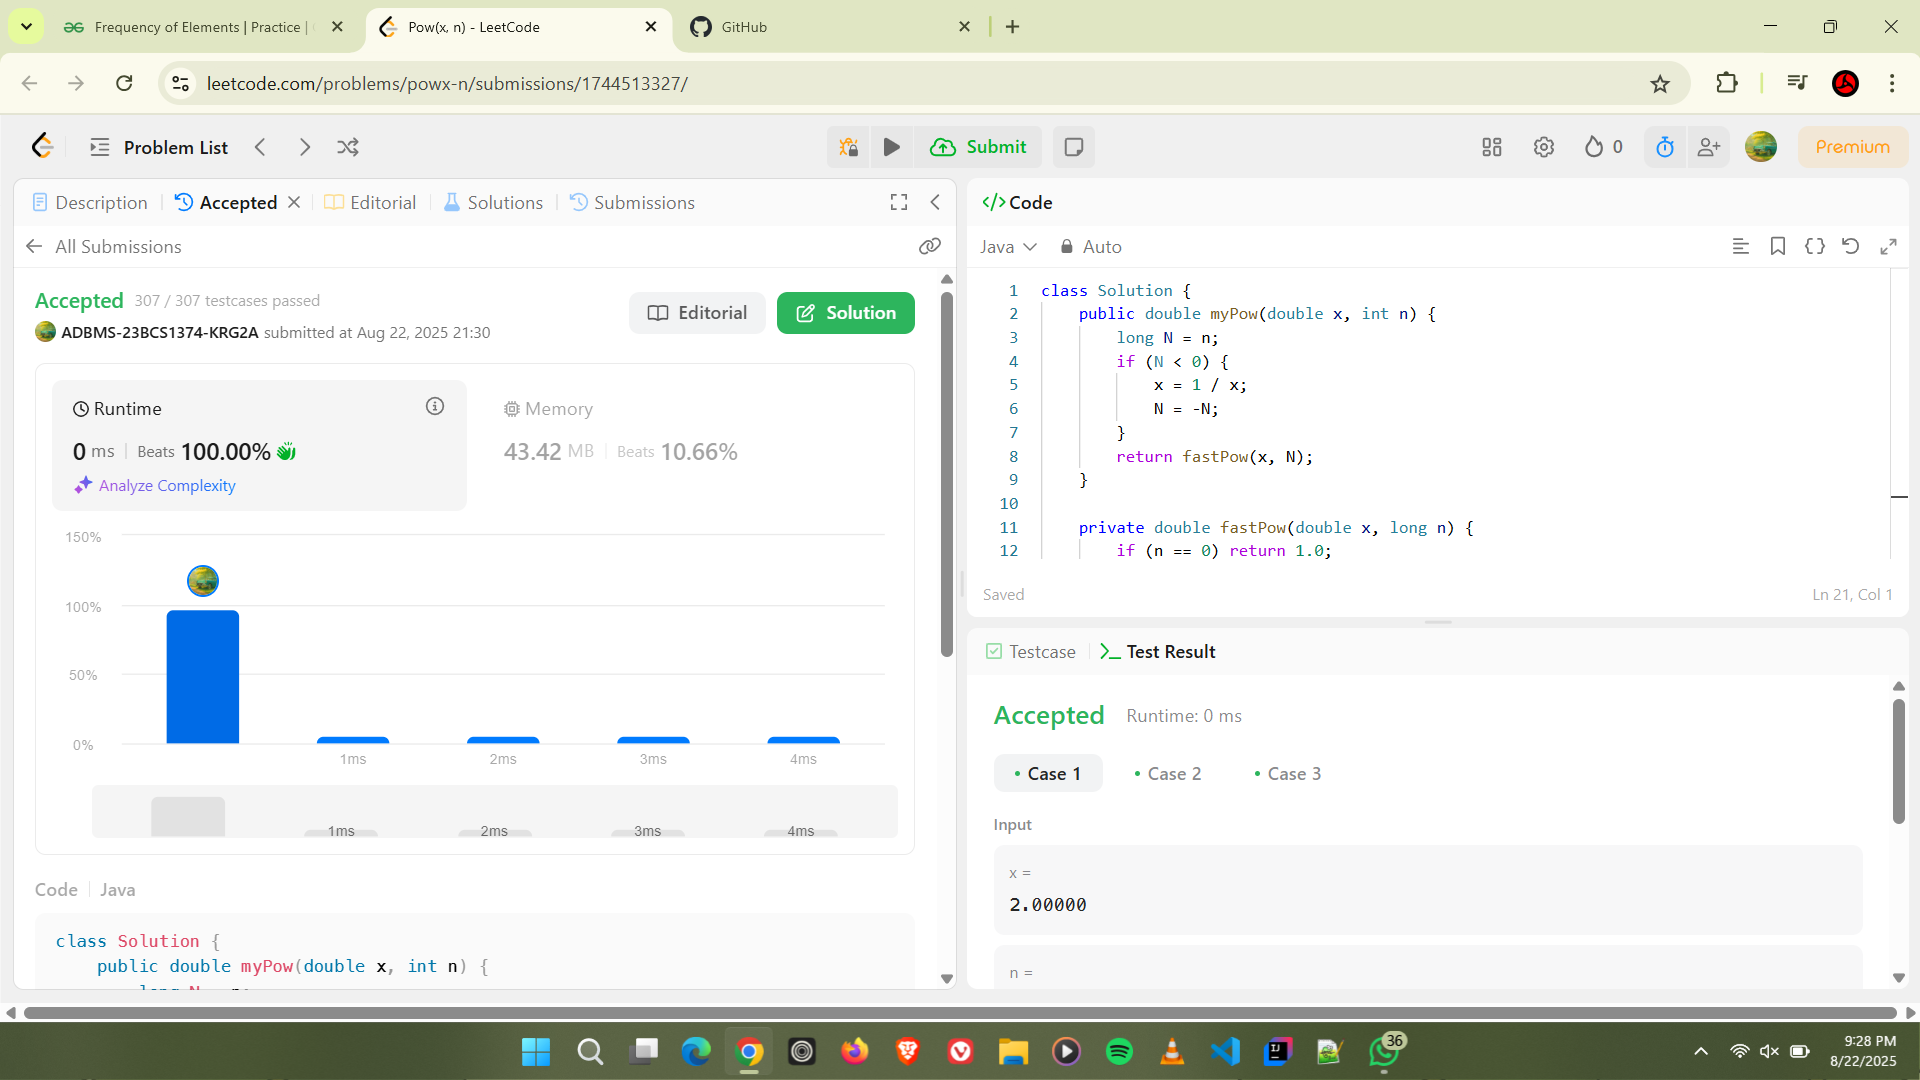 Frequency of Elements | Practice |
Pow(x, n) - LeetCode
GitHub
leetcode.com/problems/powx-n/submissions/1744513327/
Problem List
Submit
0
Premium
Description
Accepted
Editorial
Solutions
Submissions
All Submissions
Accepted 307 / 307 testcases passed
ADBMS-23BCS1374-KRG2A submitted at Aug 22, 2025 21:30
Editorial
Solution
Runtime
0 ms Beats 100.00%
Analyze Complexity
Memory
43.42 MB Beats 10.66%
150%
100%
50%
0%
1ms 2ms 3ms 4ms
1ms 2ms 3ms 4ms
Code Java
class Solution {
public double myPow(double x, int n) {
long N = n;
</> Code
Java Auto
1 class Solution {
2 public double myPow(double x, int n) {
3 long N = n;
4 if (N < 0) {
5 x = 1 / x;
6 N = -N;
7 }
8 return fastPow(x, N);
9 }
10
11 private double fastPow(double x, long n) {
12 if (n == 0) return 1.0;
Saved
Ln 21, Col 1
Testcase
Test Result
Accepted Runtime: 0 ms
Case 1
Case 2
Case 3
Input
x =
2.00000
n =
36
9:28 PM
8/22/2025